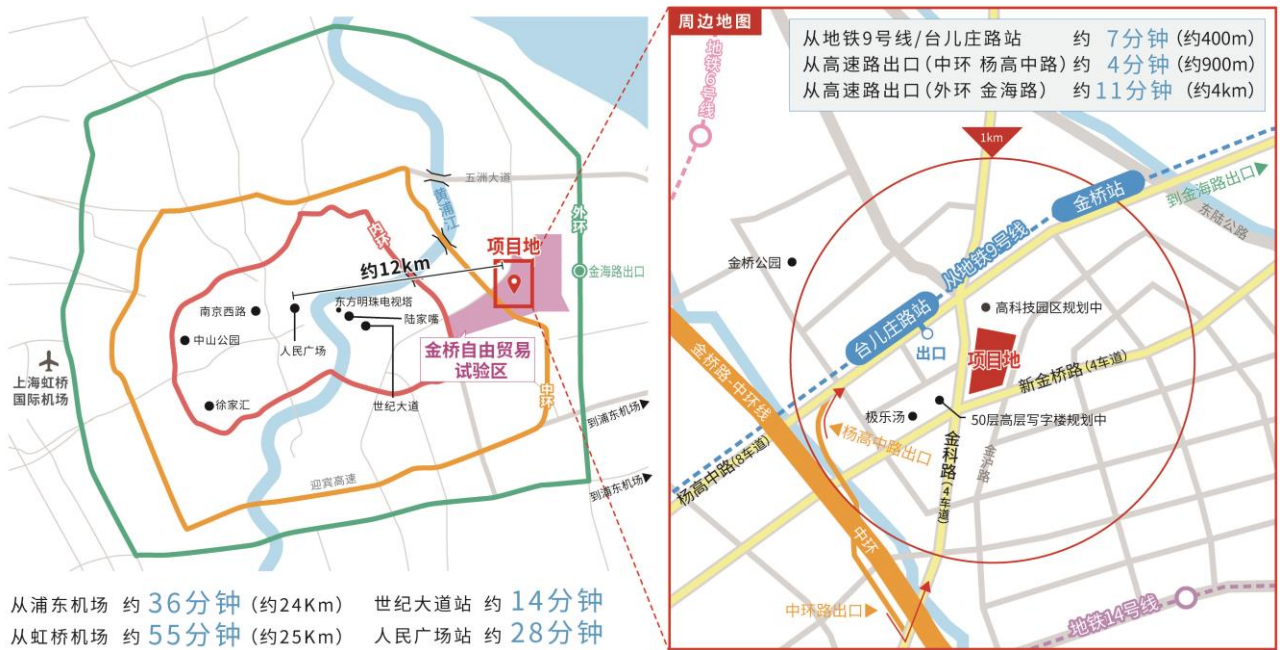 五洲大道
黄浦江
外环
内环
项目地
约12km
金海路出口
南京西路
东方明珠电视塔
陆家嘴
中山公园
人民广场
金桥自由贸易
试验区
上海虹桥
国际机场
徐家汇
世纪大道
中环
到浦东机场▶
迎宾高速
到浦东机场▶
从浦东机场 约 36分钟 (约24Km) 世纪大道站 约 14分钟
从虹桥机场 约 55分钟 (约25Km) 人民广场站 约 28分钟
周边地图
从地铁9号线/台儿庄路站 约 7分钟 (约400m)
从高速路出口(中环 杨高中路) 约 4分钟 (约900m)
从高速路出口(外环 金海路) 约 11分钟 (约4km)
地铁6号线
1km
金桥站
到金海路出口▶
东陆公路
从地铁9号线
金桥公园
高科技园区规划中
台儿庄路站
出口
项目地
新金桥路(4车道)
金桥路-中环线
极乐汤
50层高层写字楼规划中
◀杨高中路出口
杨高中路(8车道)
金科路(4车道)
金沪路
中环
中环路出口▶
地铁14号线